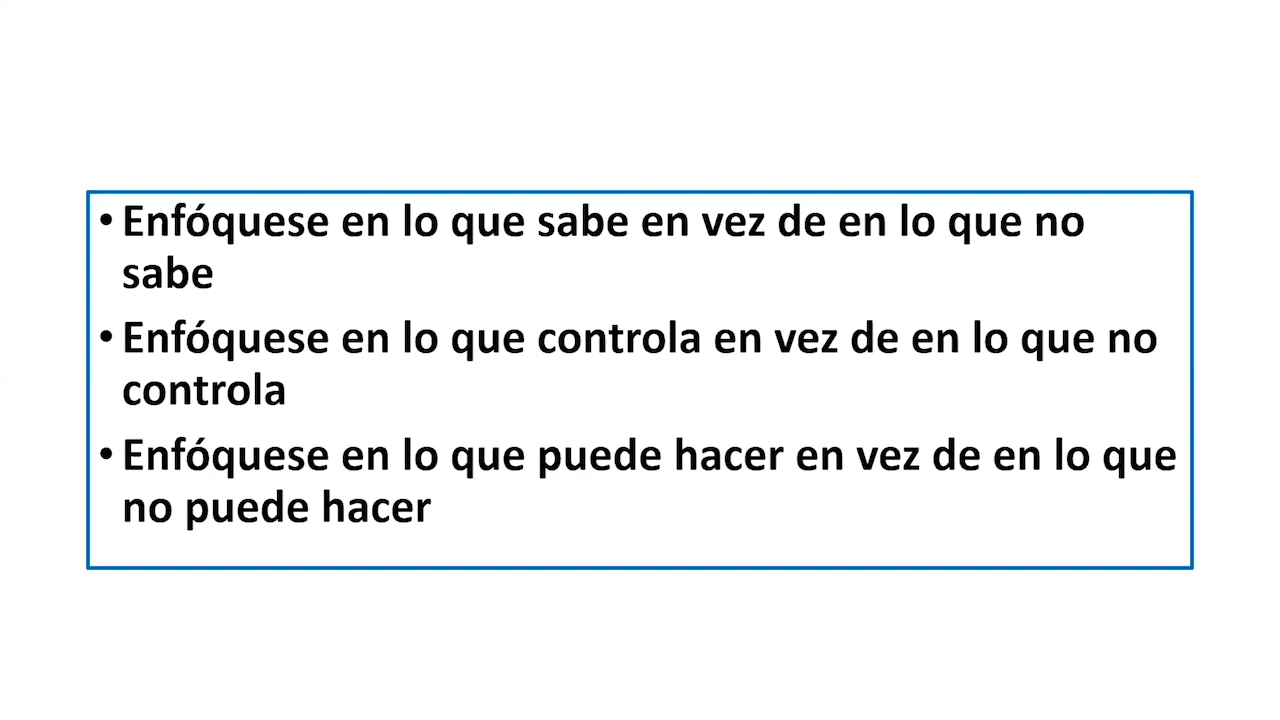 • Enfóquese en lo que sabe en vez de en lo que no
sabe
• Enfóquese en lo que controla en vez de en lo que no
controla
• Enfóquese en lo que puede hacer en vez de en lo que
no puede hacer